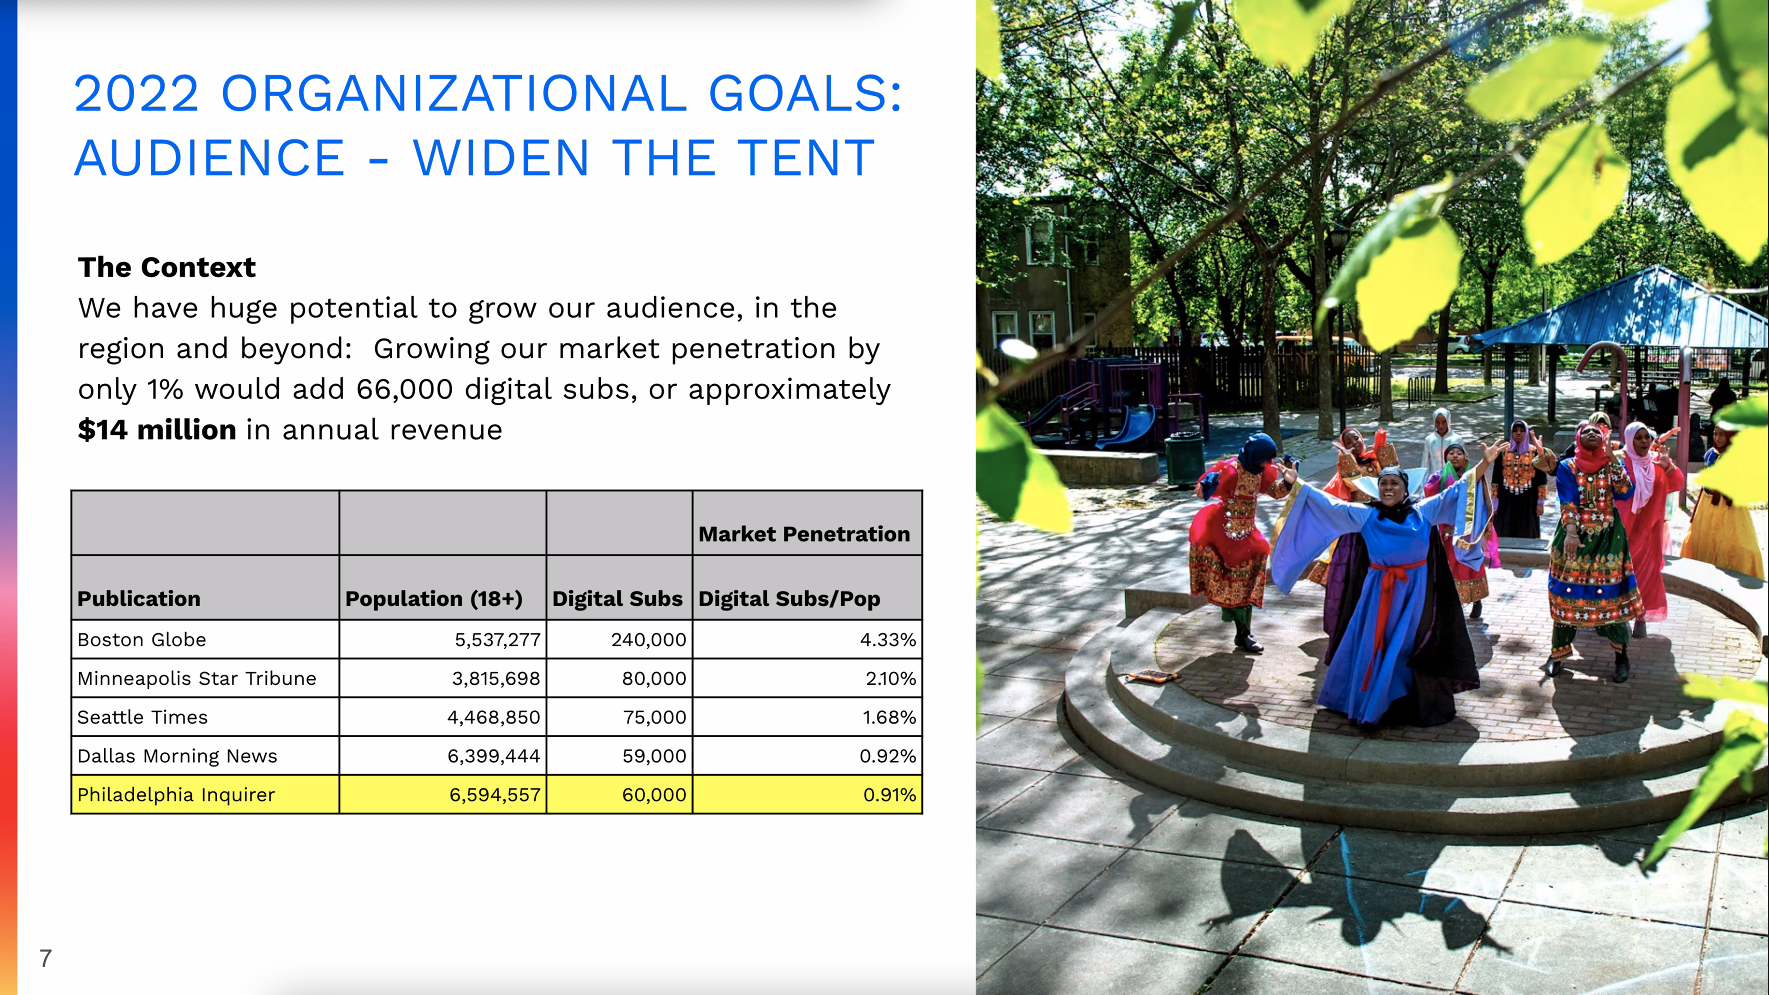 2022 ORGANIZATIONAL GOALS:
AUDIENCE - WIDEN THE TENT
The Context
We have huge potential to grow our audience, in the
region and beyond:  Growing our market penetration by
only 1% would add 66,000 digital subs, or approximately
$14 million in annual revenue
Market Penetration
Publication Population (18+) Digital Subs Digital Subs/Pop
Boston Globe 5,537,277 240,000 4.33%
Minneapolis Star Tribune 3,815,698 80,000 2.10%
Seattle Times 4,468,850 75,000 1.68%
Dallas Morning News 6,399,444 59,000 0.92%
Philadelphia Inquirer 6,594,557 60,000 0.91%
7